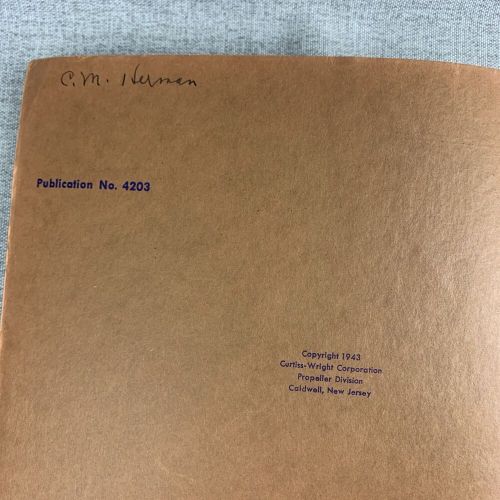 C. M. Herman
Publication No. 4203
Copyright 1943
Curtiss-Wright Corporation
Propeller Division
Caldwell, New Jersey